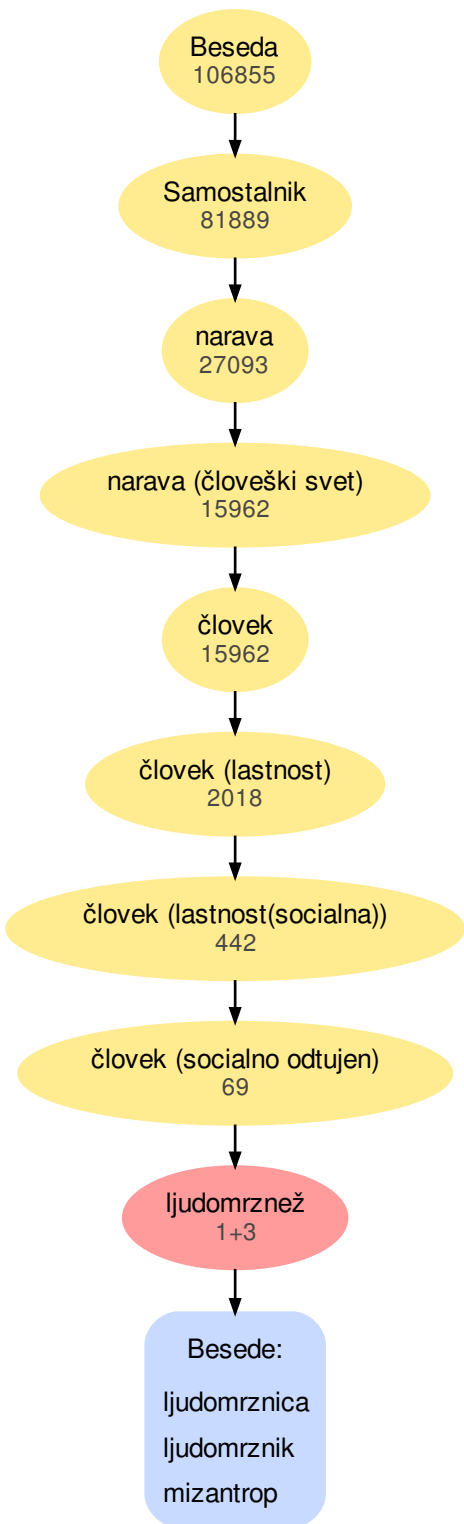 Beseda
106855
Samostalnik
81889
narava
27093
narava (človeški svet)
15962
človek
15962
človek (lastnost)
2018
človek (lastnost(socialna))
442
človek (socialno odtujen)
69
ljudomrznež
1+3
Besede:
ljudomrznica
ljudomrznik
mizantrop